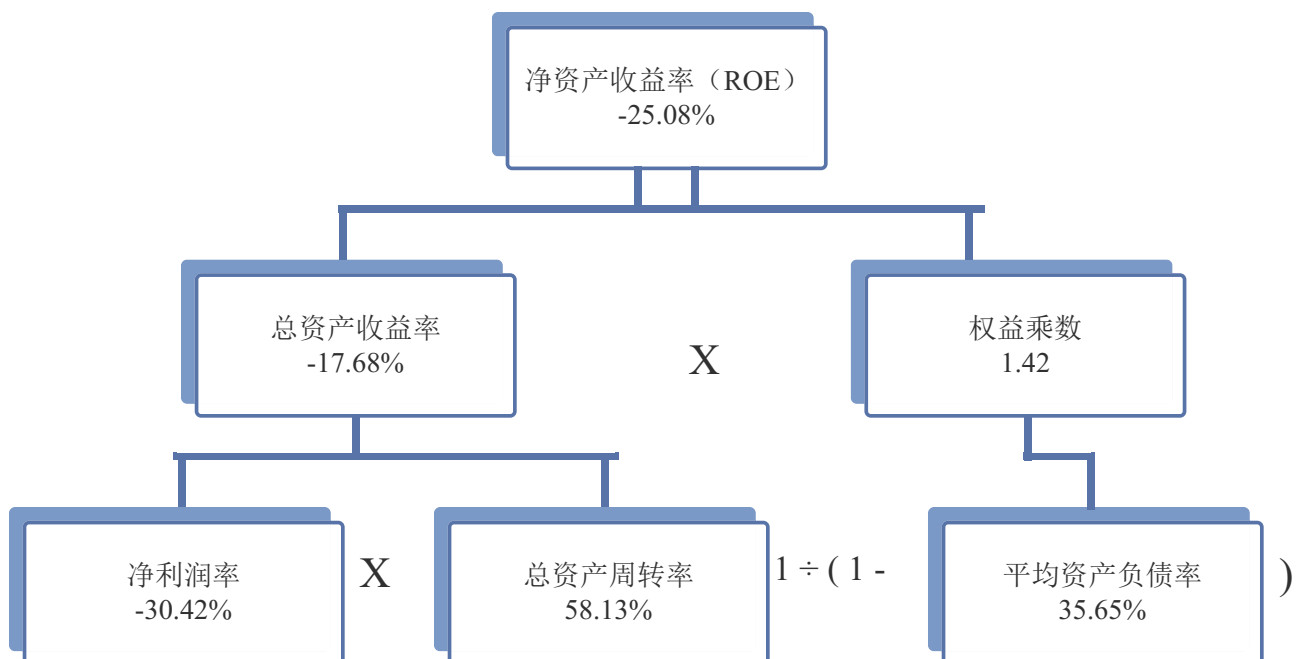 净资产收益率（ROE）
-25.08%
总资产收益率
-17.68%
X
权益乘数
1.42
净利润率
-30.42%
X
总资产周转率
58.13%
1 ÷ ( 1 -
平均资产负债率
35.65%
)